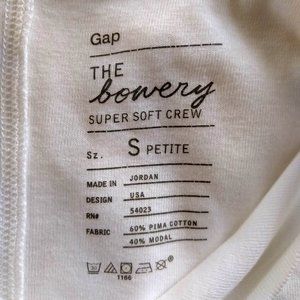 Gap
THE
bowery
SUPER SOFT CREW
Sz. S PETITE
MADE IN JORDAN
DESIGN USA
RN# 54023
FABRIC 60% PIMA COTTON
40% MODAL
®
1166